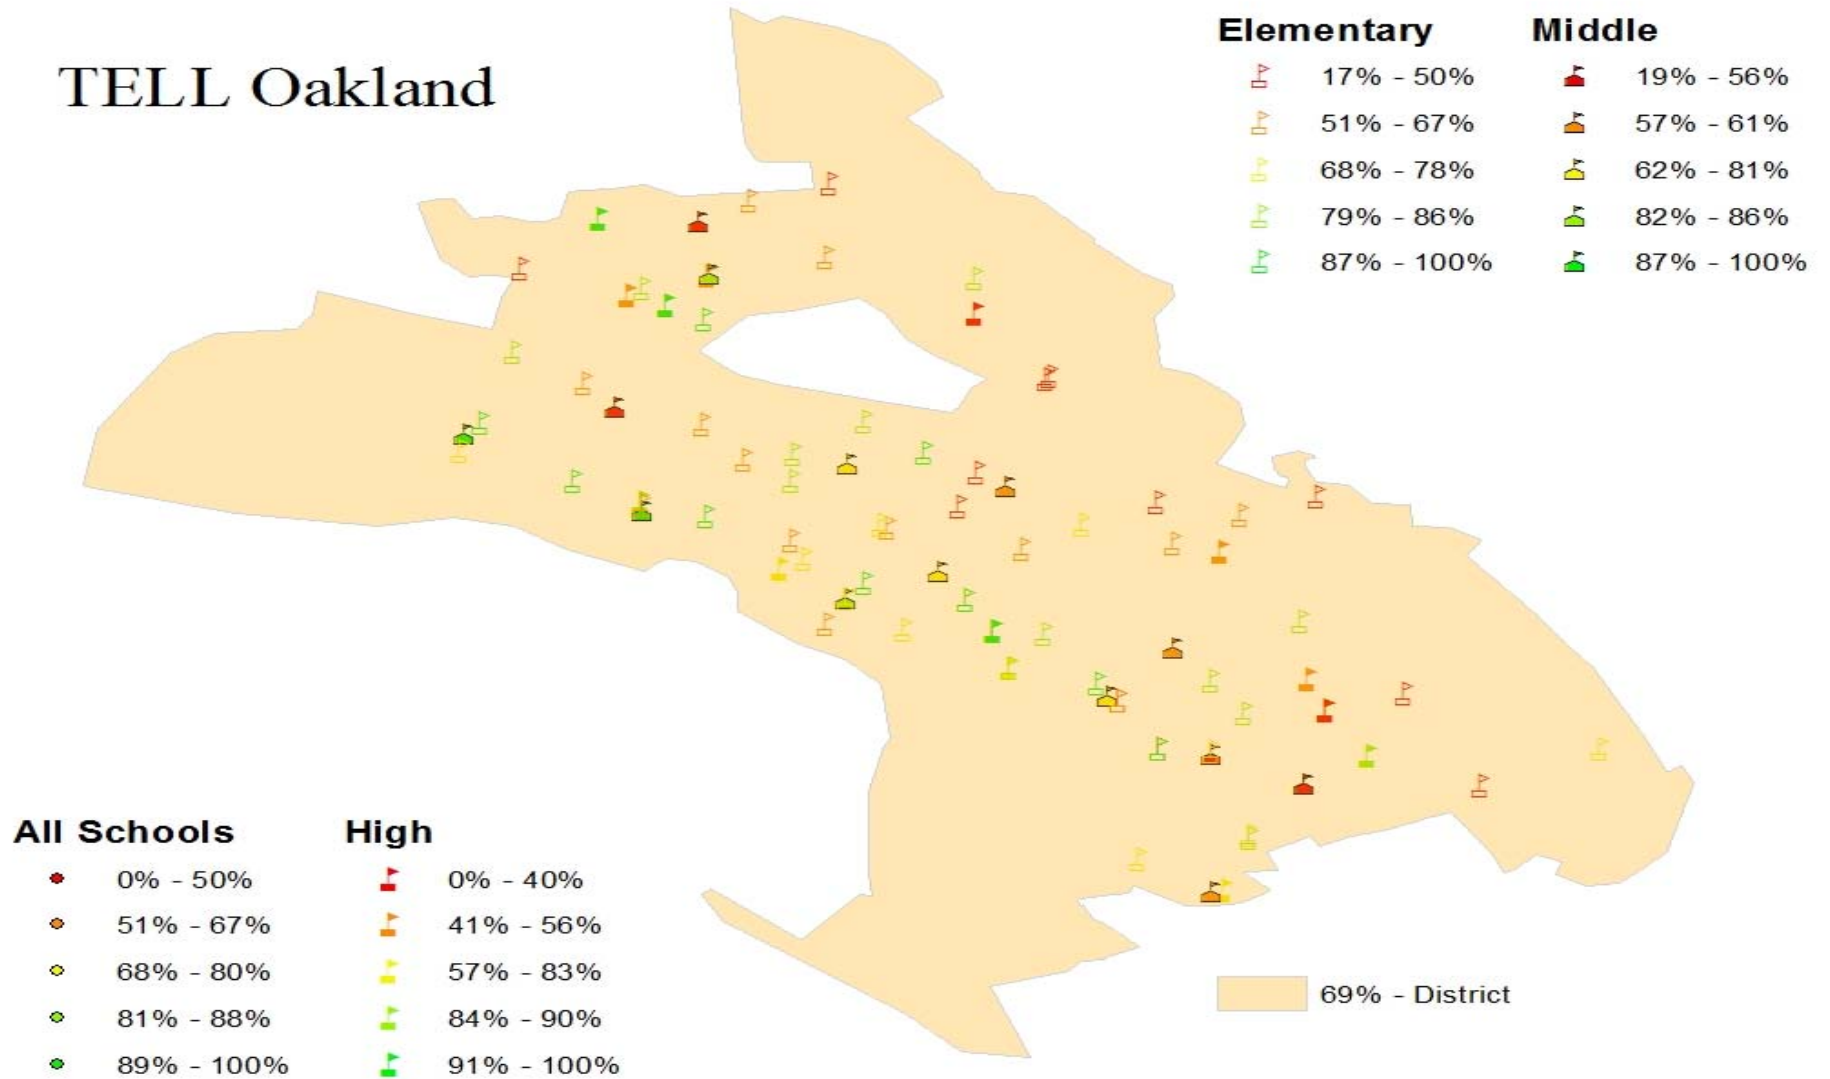 TELL Oakland
Elementary
17% - 50%
51% - 67%
68% - 78%
79% - 86%
87% - 100%
Middle
19% - 56%
57% - 61%
62% - 81%
82% - 86%
87% - 100%
All Schools
0% - 50%
51% - 67%
68% - 80%
81% - 88%
89% - 100%
High
0% - 40%
41% - 56%
57% - 83%
84% - 90%
91% - 100%
69% - District